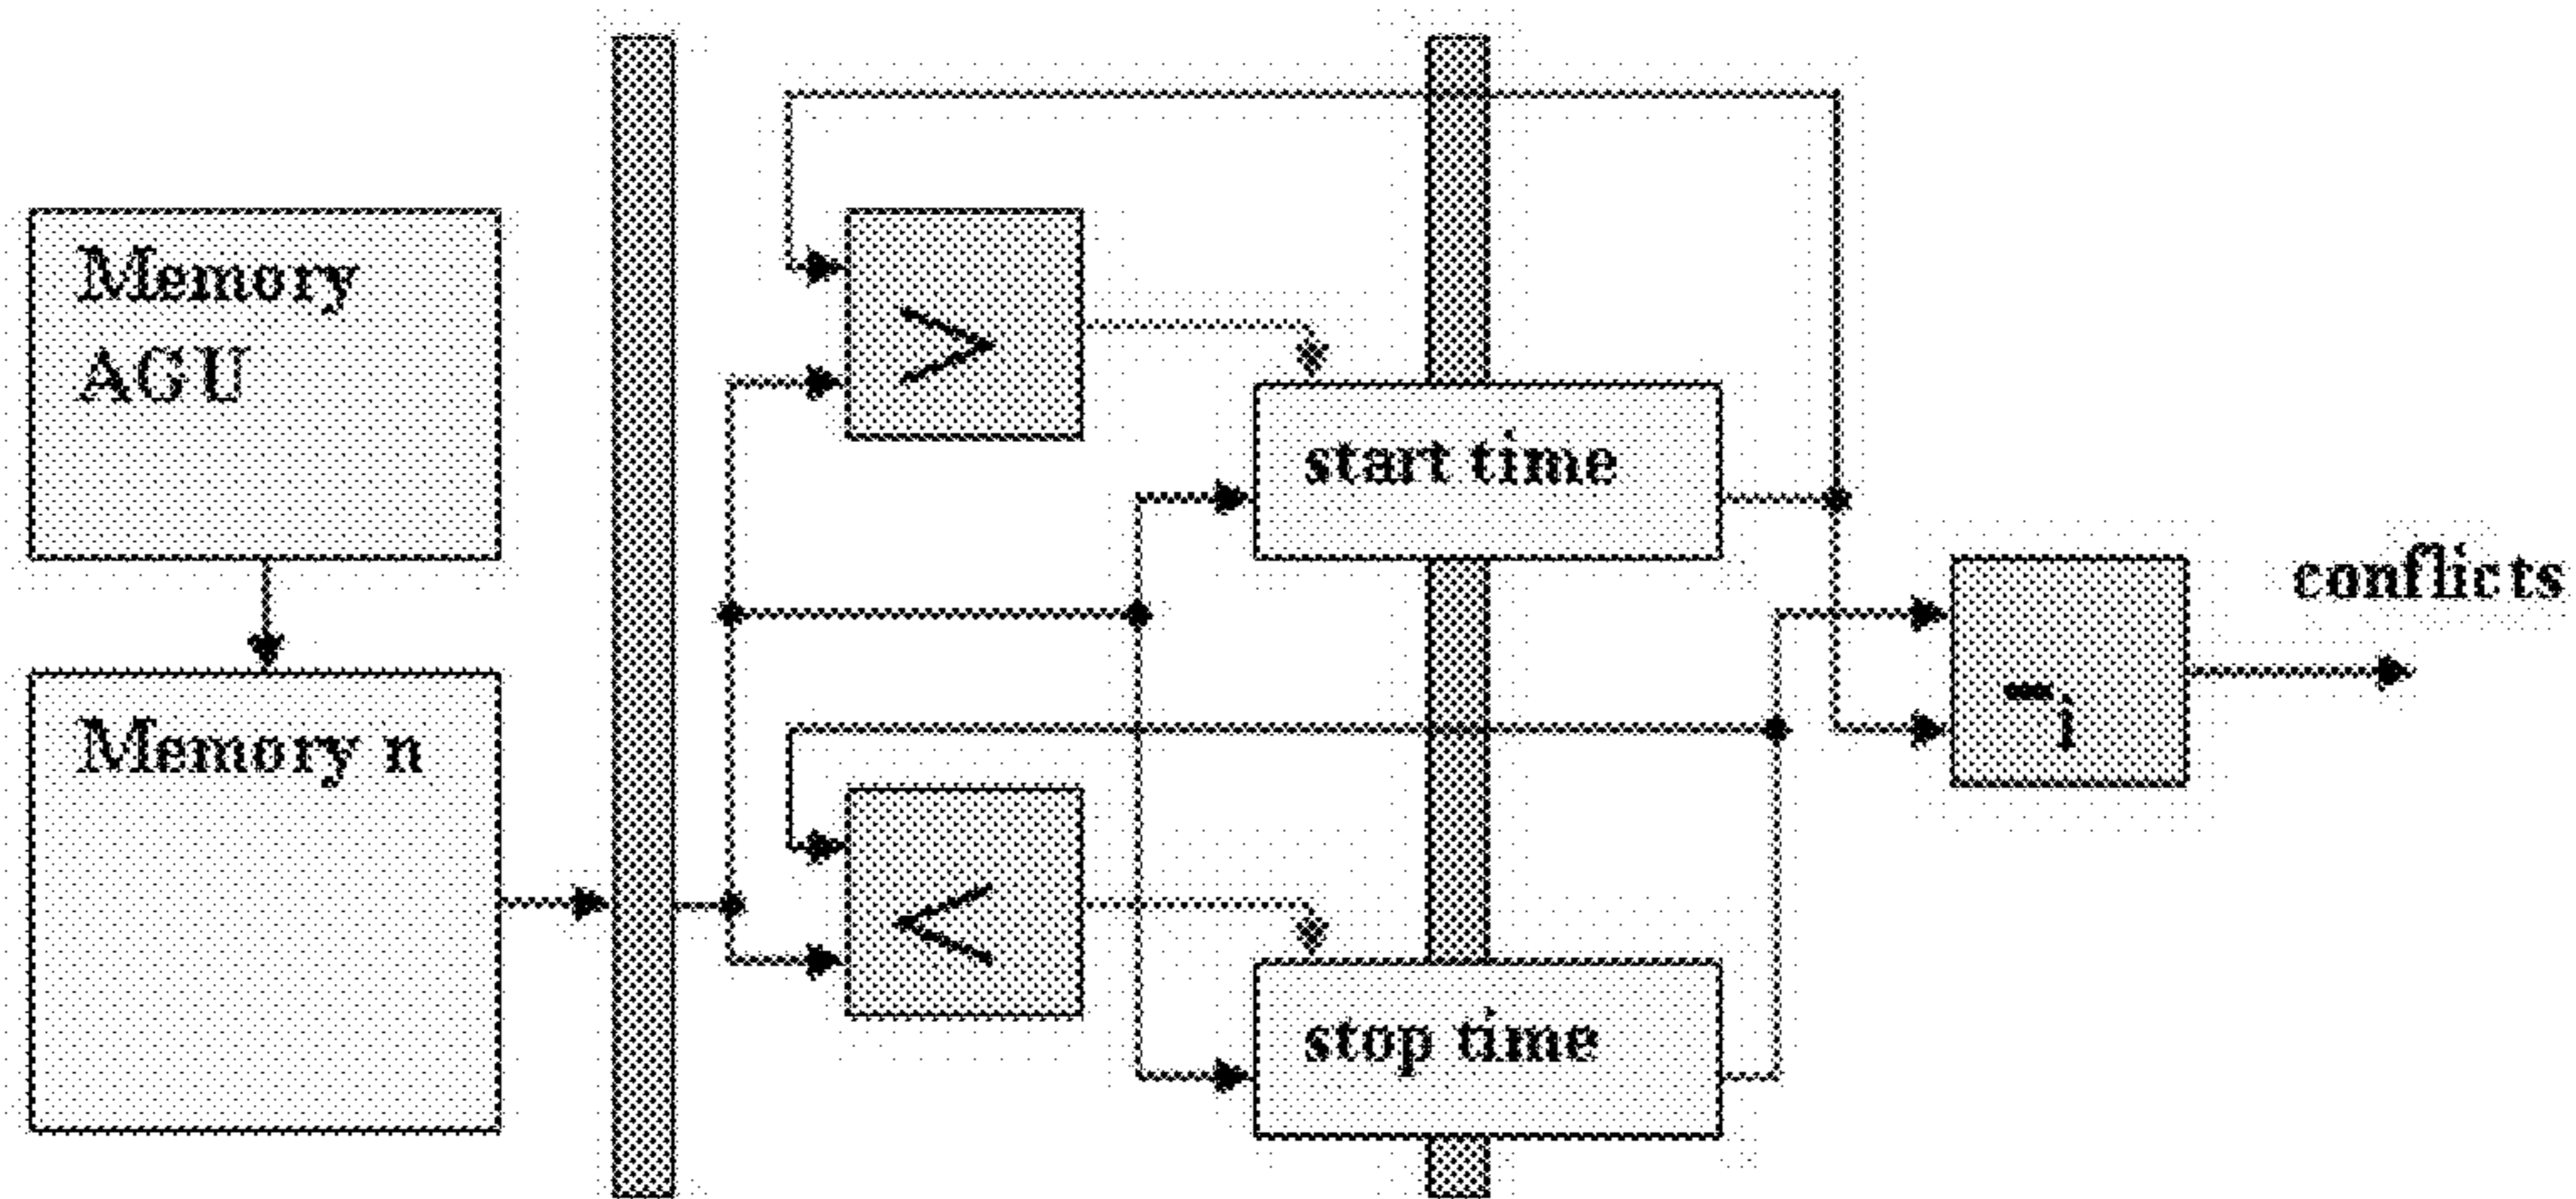 Memory
AGU
>
start time
conflicts
-i
Memory n
<
stop time